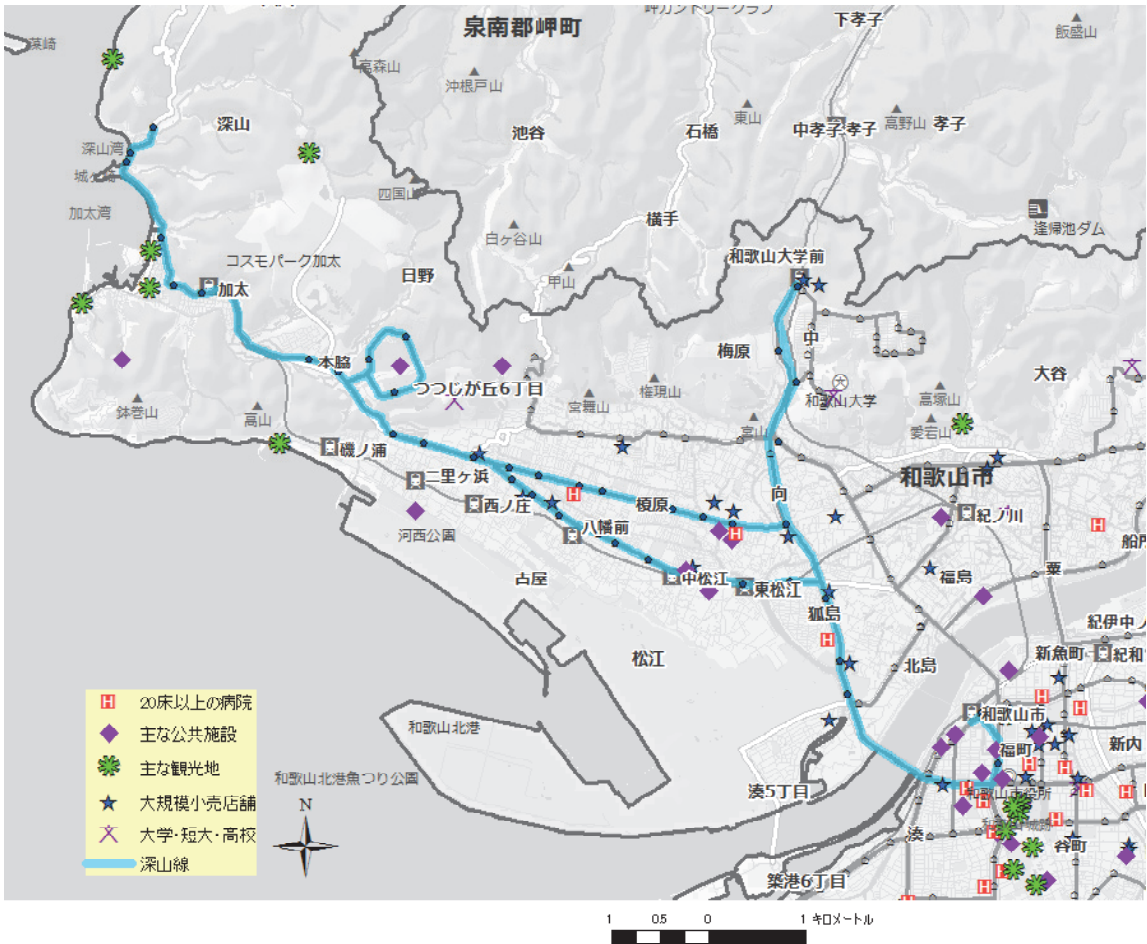 泉南郡岬町
岬カントリークラブ
下孝子
飯盛山
高森山
沖根戸山
深山
池谷
石橋
東山
中孝子
孝子
高野山
孝子
深山湾
城ヶ崎
四国山
加太湾
横手
逢帰池ダム
白ヶ谷山
コスモパーク加太
日野
甲山
和歌山大学前
加太
中
本脇
梅原
つつじが丘6丁目
大谷
鉢巻山
高山
宮舞山
権現山
富山
和歌山大学
高塚山
愛宕山
磯ノ浦
二里ヶ浜
和歌山市
西ノ庄
榎原
向
紀ノ川
河西公園
八幡前
船所
古屋
中松江
東松江
福島
粟
狐島
松江
北島
紀伊中ノ
新魚町
紀和
20床以上の病院
主な公共施設
和歌山北港
和歌山市
福町
新内
主な観光地
和歌山北港魚つり公園
湊5丁目
和歌山市役所
大規模小売店舗
N
大学・短大・高校
湊
谷町
深山線
築港6丁目
1 0.5 0 1 キロメートル